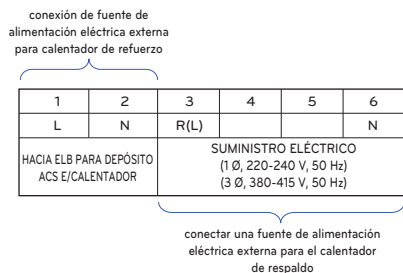 conexión de fuente de
alimentación eléctrica externa
para calentador de refuerzo
1 2 3 4 5 6
L N R(L) N
HACIA ELB PARA DEPÓSITO
ACS E/CALENTADOR
SUMINISTRO ELÉCTRICO
(1 Ø, 220-240 V, 50 Hz)
(3 Ø, 380-415 V, 50 Hz)
conectar una fuente de alimentación
eléctrica externa para el calentador
de respaldo